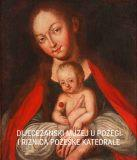 DIJECEZANSKI MUZEJ U POŽEGI
I RIZNICA POŽEŠKE KATEDRALE